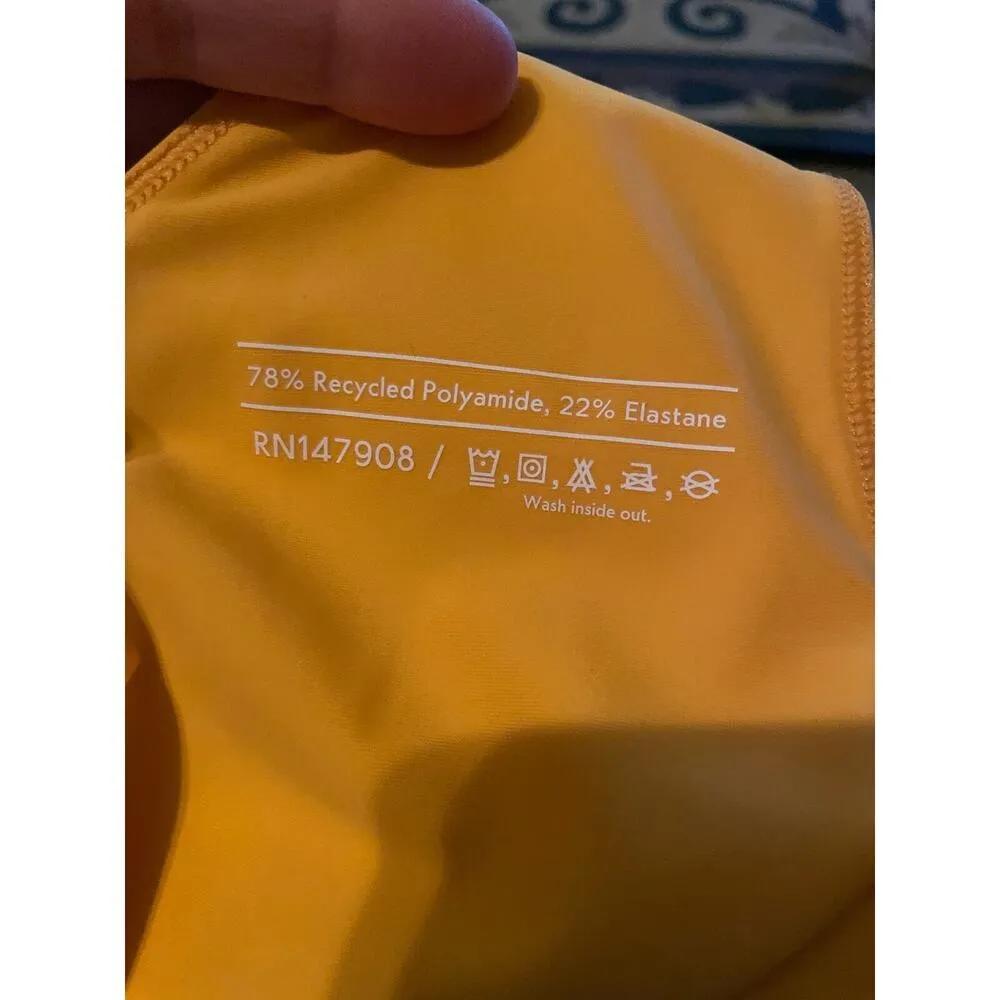 78% Recycled Polyamide, 22% Elastane
RN147908 /
Wash inside out.